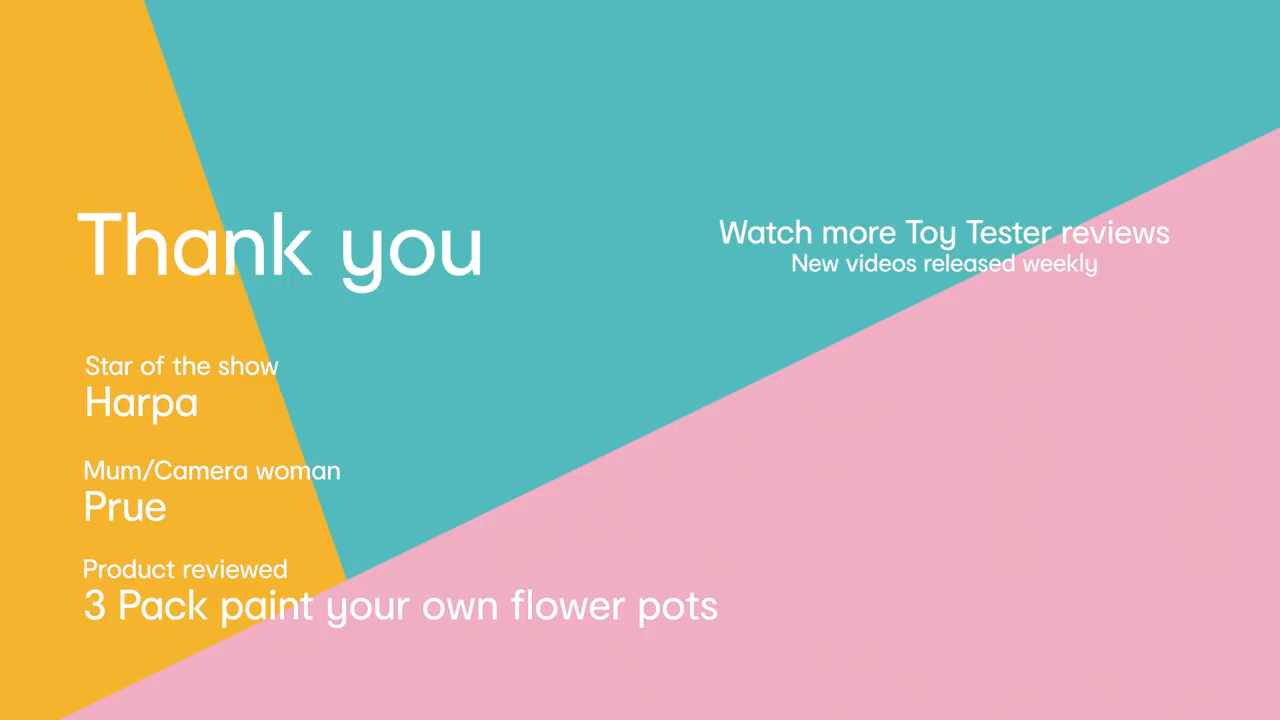 Thank you
Star of the show
Harpa
Mum/Camera woman
Prue
Product reviewed
3 Pack paint your own flower pots
Watch more Toy Tester reviews
New videos released weekly